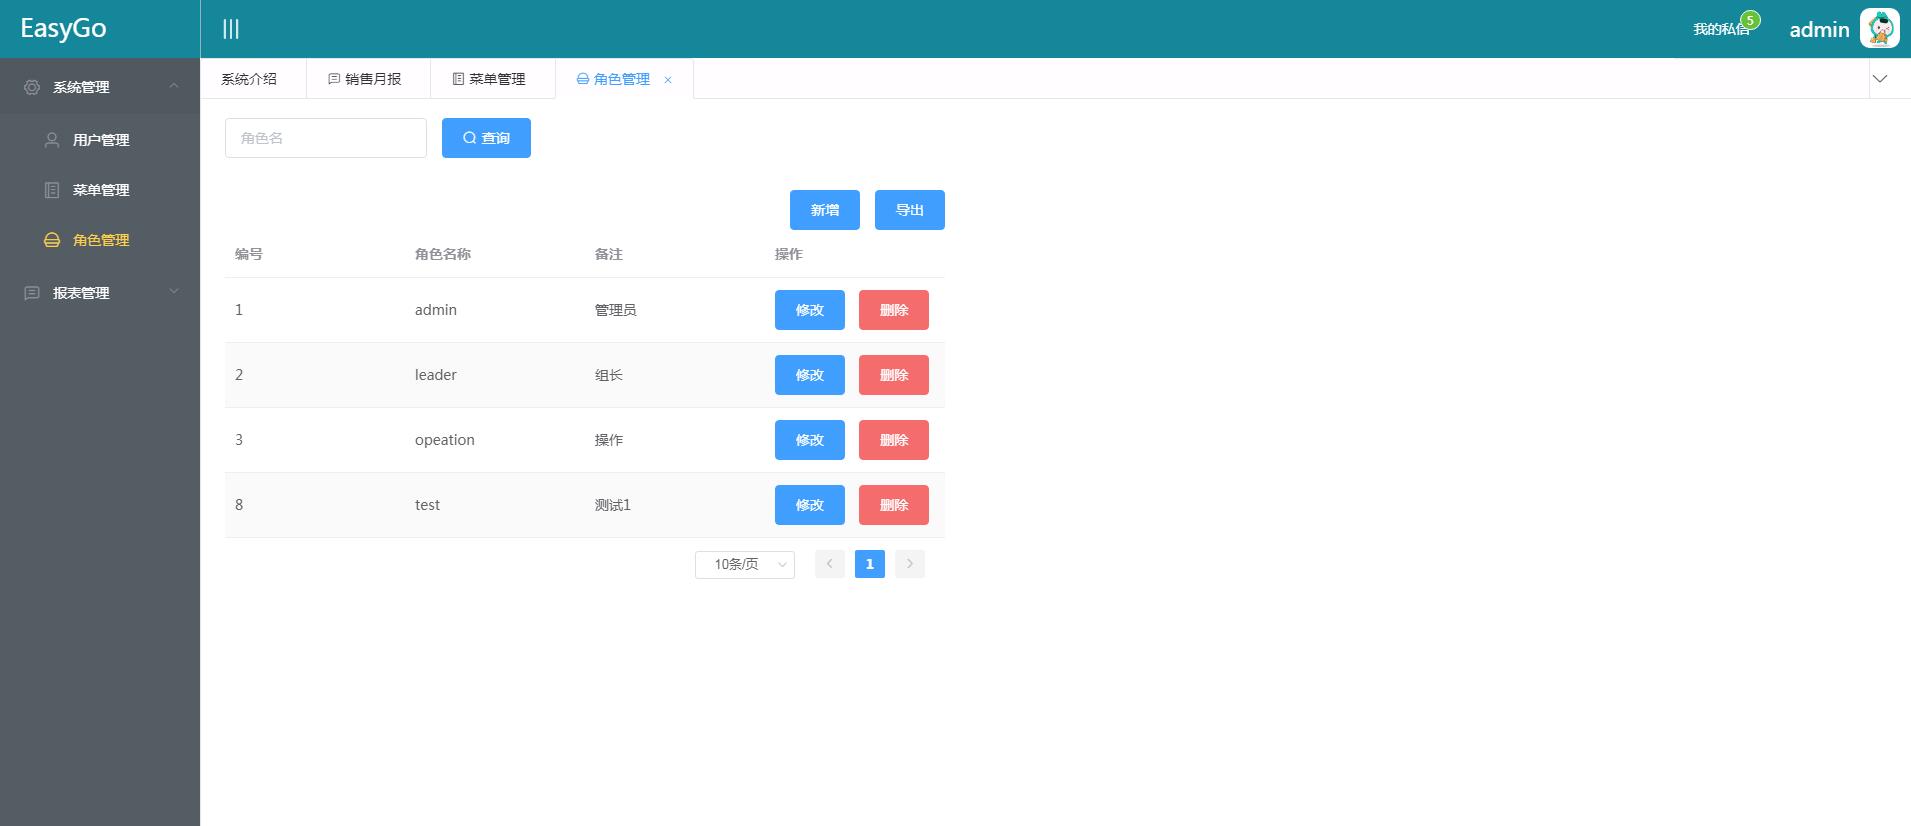 EasyGo
我的私信 5 admin
系统管理
用户管理
菜单管理
角色管理
报表管理
系统介绍 销售月报 菜单管理 角色管理
角色名 查询
新增 导出
编号 角色名称 备注 操作
1 admin 管理员 修改 删除
2 leader 组长 修改 删除
3 opeation 操作 修改 删除
8 test 测试1 修改 删除
10条/页 1